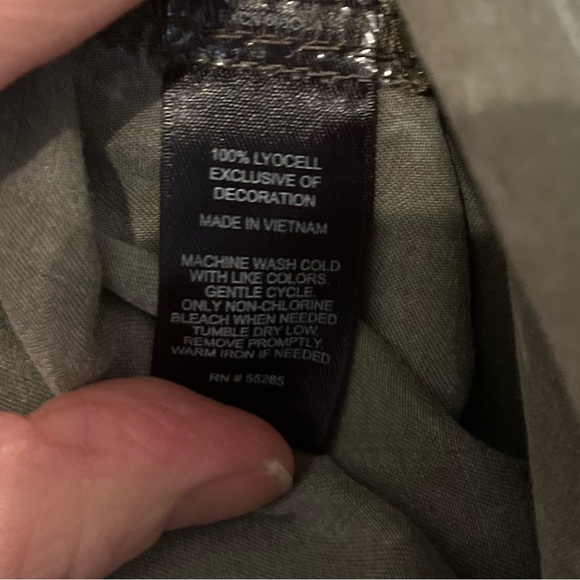 100% LYOCELL
EXCLUSIVE OF
DECORATION
MADE IN VIETNAM
MACHINE WASH COLD
WITH LIKE COLORS.
GENTLE CYCLE.
ONLY NON-CHLORINE
BLEACH WHEN NEEDED
TUMBLE DRY LOW.
REMOVE PROMPTLY.
WARM IRON IF NEEDED
RN # 55285